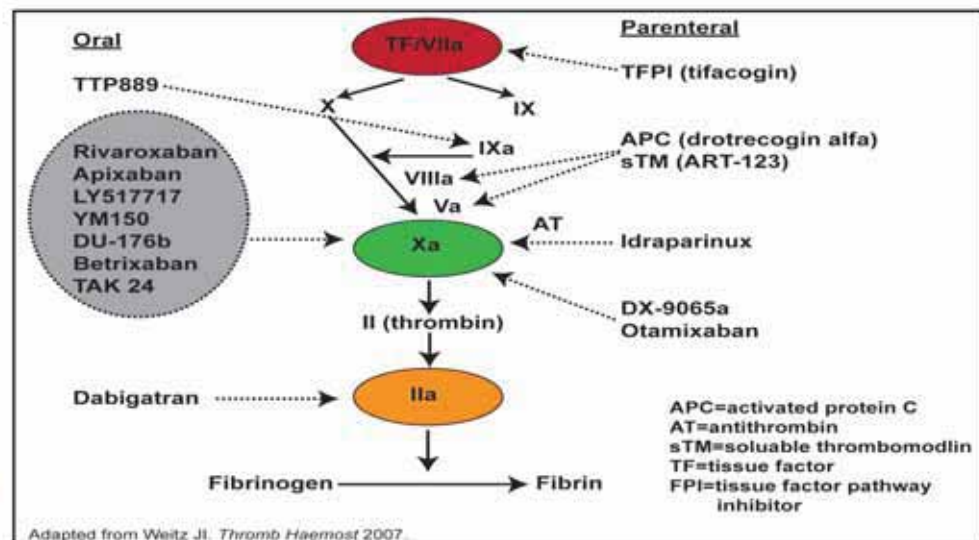 Oral
TTP889
Rivaroxaban
Apixaban
LY517717
YM150
DU-176b
Betrixaban
TAK 24
Dabigatran
TF/VIIa
X
IX
IXa
VIIIa
Va
Xa
AT
II (thrombin)
IIa
Fibrinogen
Fibrin
Parenteral
TFPI (tifacogin)
APC (drotrecogin alfa)
sTM (ART-123)
Idraparinux
DX-9065a
Otamixaban
APC=activated protein C
AT=antithrombin
sTM=soluable thrombomodlin
TF=tissue factor
FPI=tissue factor pathway
inhibitor
Adapted from Weitz JI. Thromb Haemost 2007.